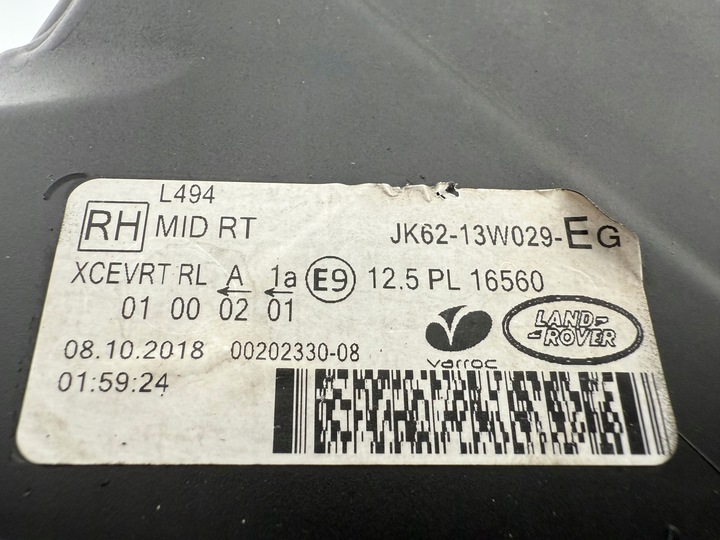 L494
RH MID RT JK62-13W029-EG
XCEVRT RL A 1a E9 12.5 PL 16560
01 00 02 01
08.10.2018 00202330-08
01:59:24
varroc
LAND-
-ROVER